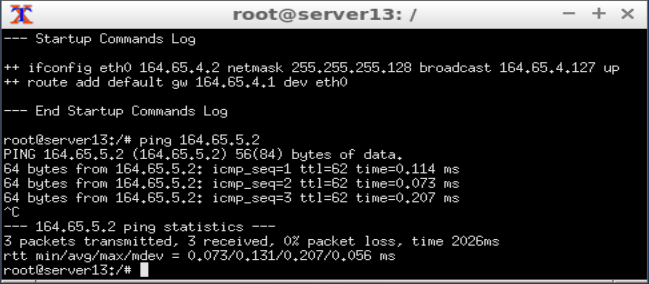 root@server13: /
--- Startup Commands Log
++ ifconfig eth0 164.65.4.2 netmask 255.255.255.128 broadcast 164.65.4.127 up
++ route add default gw 164.65.4.1 dev eth0
--- End Startup Commands Log
root@server13:/# ping 164.65.5.2
PING 164.65.5.2 (164.65.5.2) 56(84) bytes of data.
64 bytes from 164.65.5.2: icmp_seq=1 ttl=62 time=0.114 ms
64 bytes from 164.65.5.2: icmp_seq=2 ttl=62 time=0.073 ms
64 bytes from 164.65.5.2: icmp_seq=3 ttl=62 time=0.207 ms
^C
--- 164.65.5.2 ping statistics ---
3 packets transmitted, 3 received, 0% packet loss, time 2026ms
rtt min/avg/max/mdev = 0.073/0.131/0.207/0.056 ms
root@server13:/#